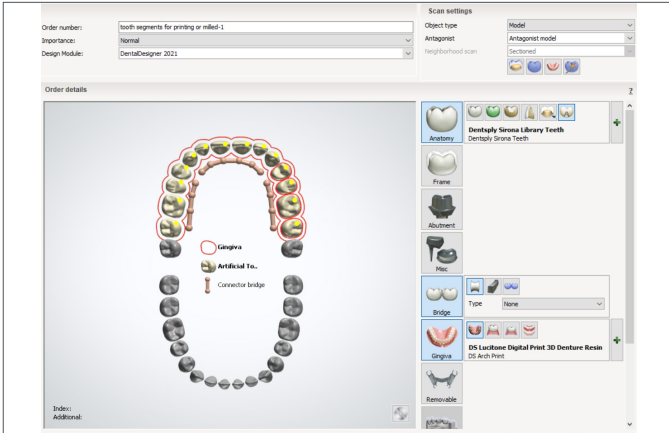 Scan settings
Order number: tooth segments for printing or milled-1
Importance: Normal
Design Module: DentalDesigner 2021
Object type Model
Antagonist Antagonist model
Neighborhood scan Sectioned
Order details ?
Gingiva
Artificial To..
Connector bridge
Index:
Additional:
Anatomy
Dentsply Sirona Library Teeth
Dentsply Sirona Teeth
Frame
Abutment
Misc
Bridge
Type None
Gingiva
DS Lucitone Digital Print 3D Denture Resin
DS Arch Print
Removable